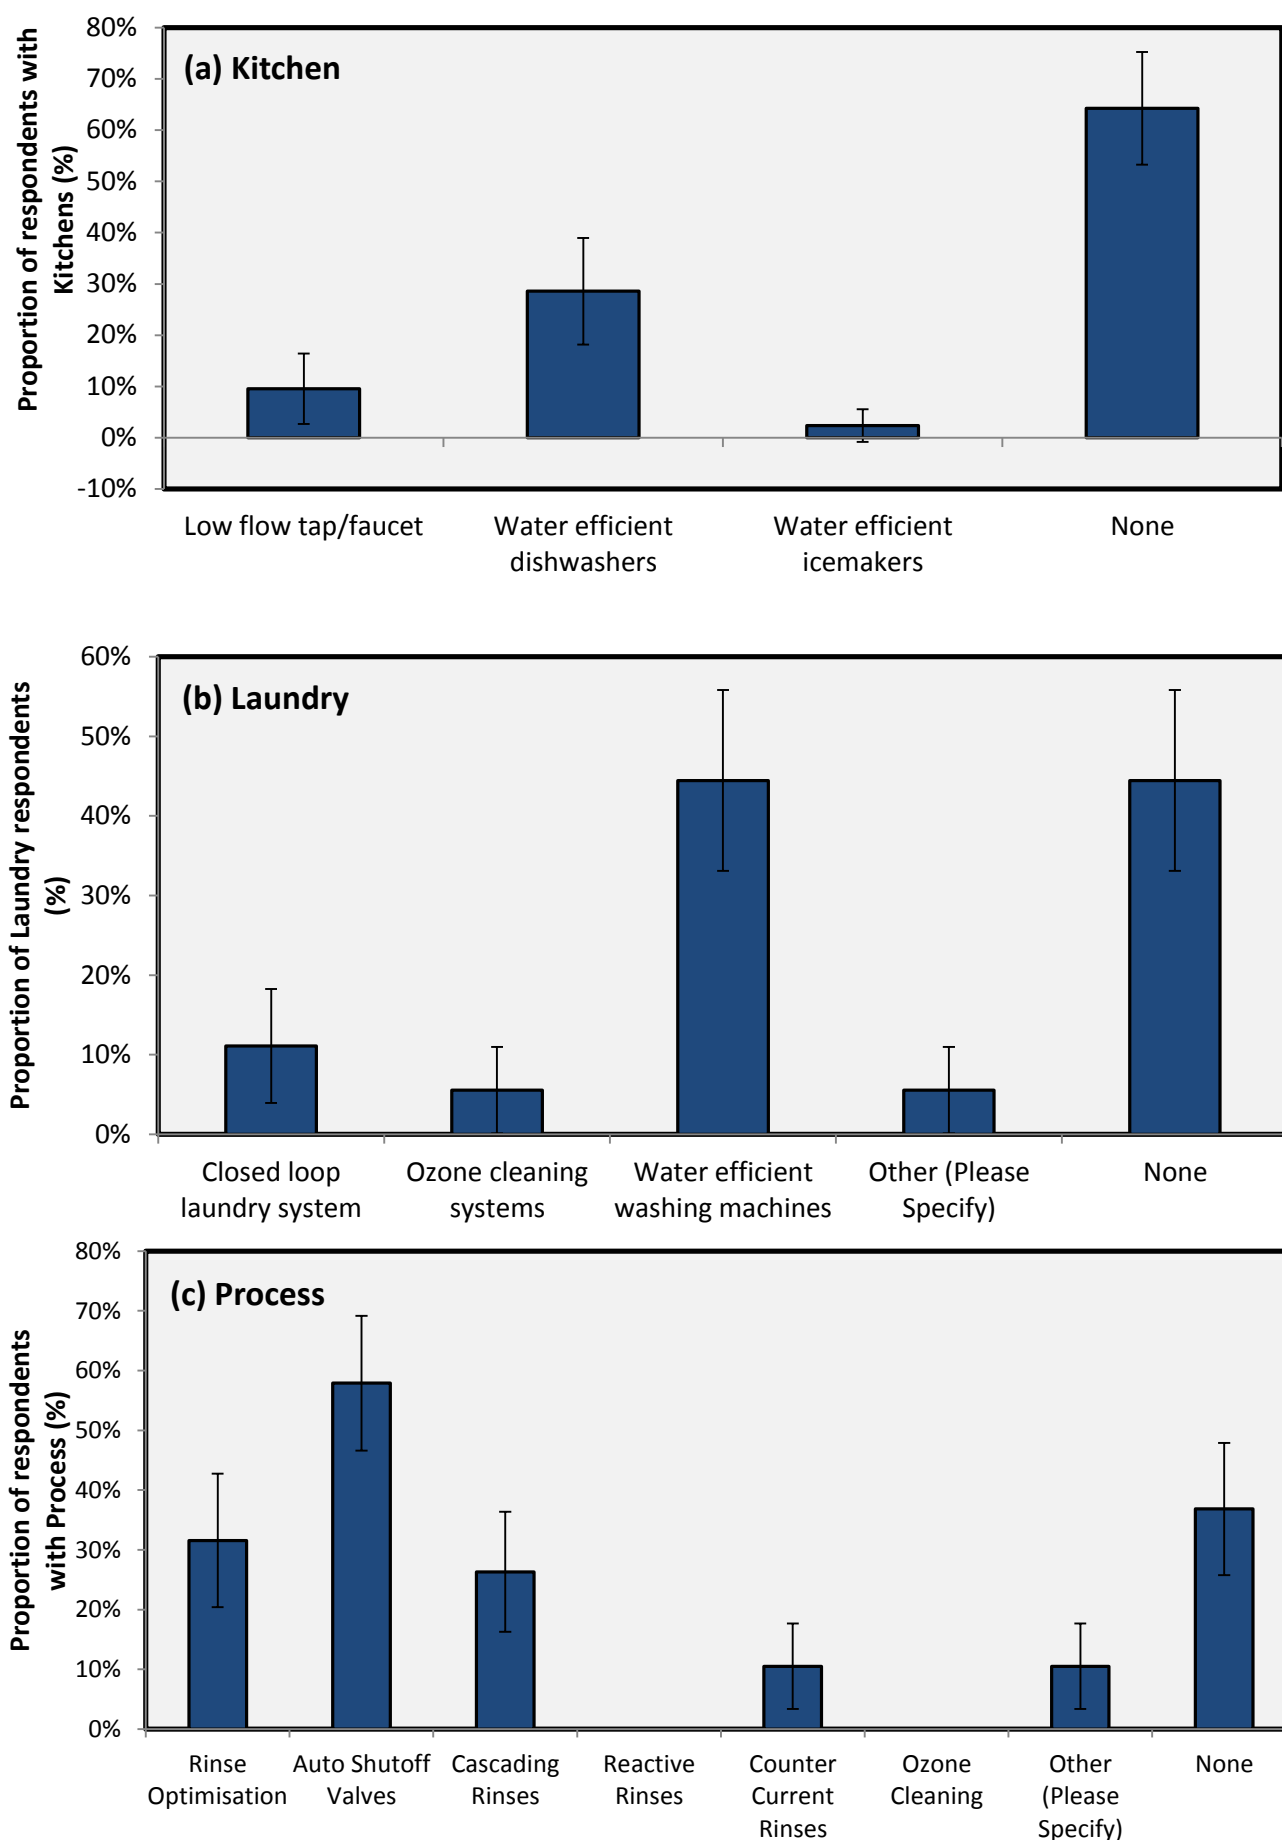 Proportion of respondents with
Kitchens (%)
80%
70%
60%
50%
40%
30%
20%
10%
0%
-10%
(a) Kitchen
Low flow tap/faucet
Water efficient
dishwashers
Water efficient
icemakers
None
Proportion of Laundry respondents
(%)
60%
50%
40%
30%
20%
10%
0%
(b) Laundry
Closed loop
laundry system
Ozone cleaning
systems
Water efficient
washing machines
Other (Please
Specify)
None
Proportion of respondents
with Process (%)
80%
70%
60%
50%
40%
30%
20%
10%
0%
(c) Process
Rinse
Optimisation
Auto Shutoff
Valves
Cascading
Rinses
Reactive
Rinses
Counter
Current
Rinses
Ozone
Cleaning
Other
(Please
Specify)
None